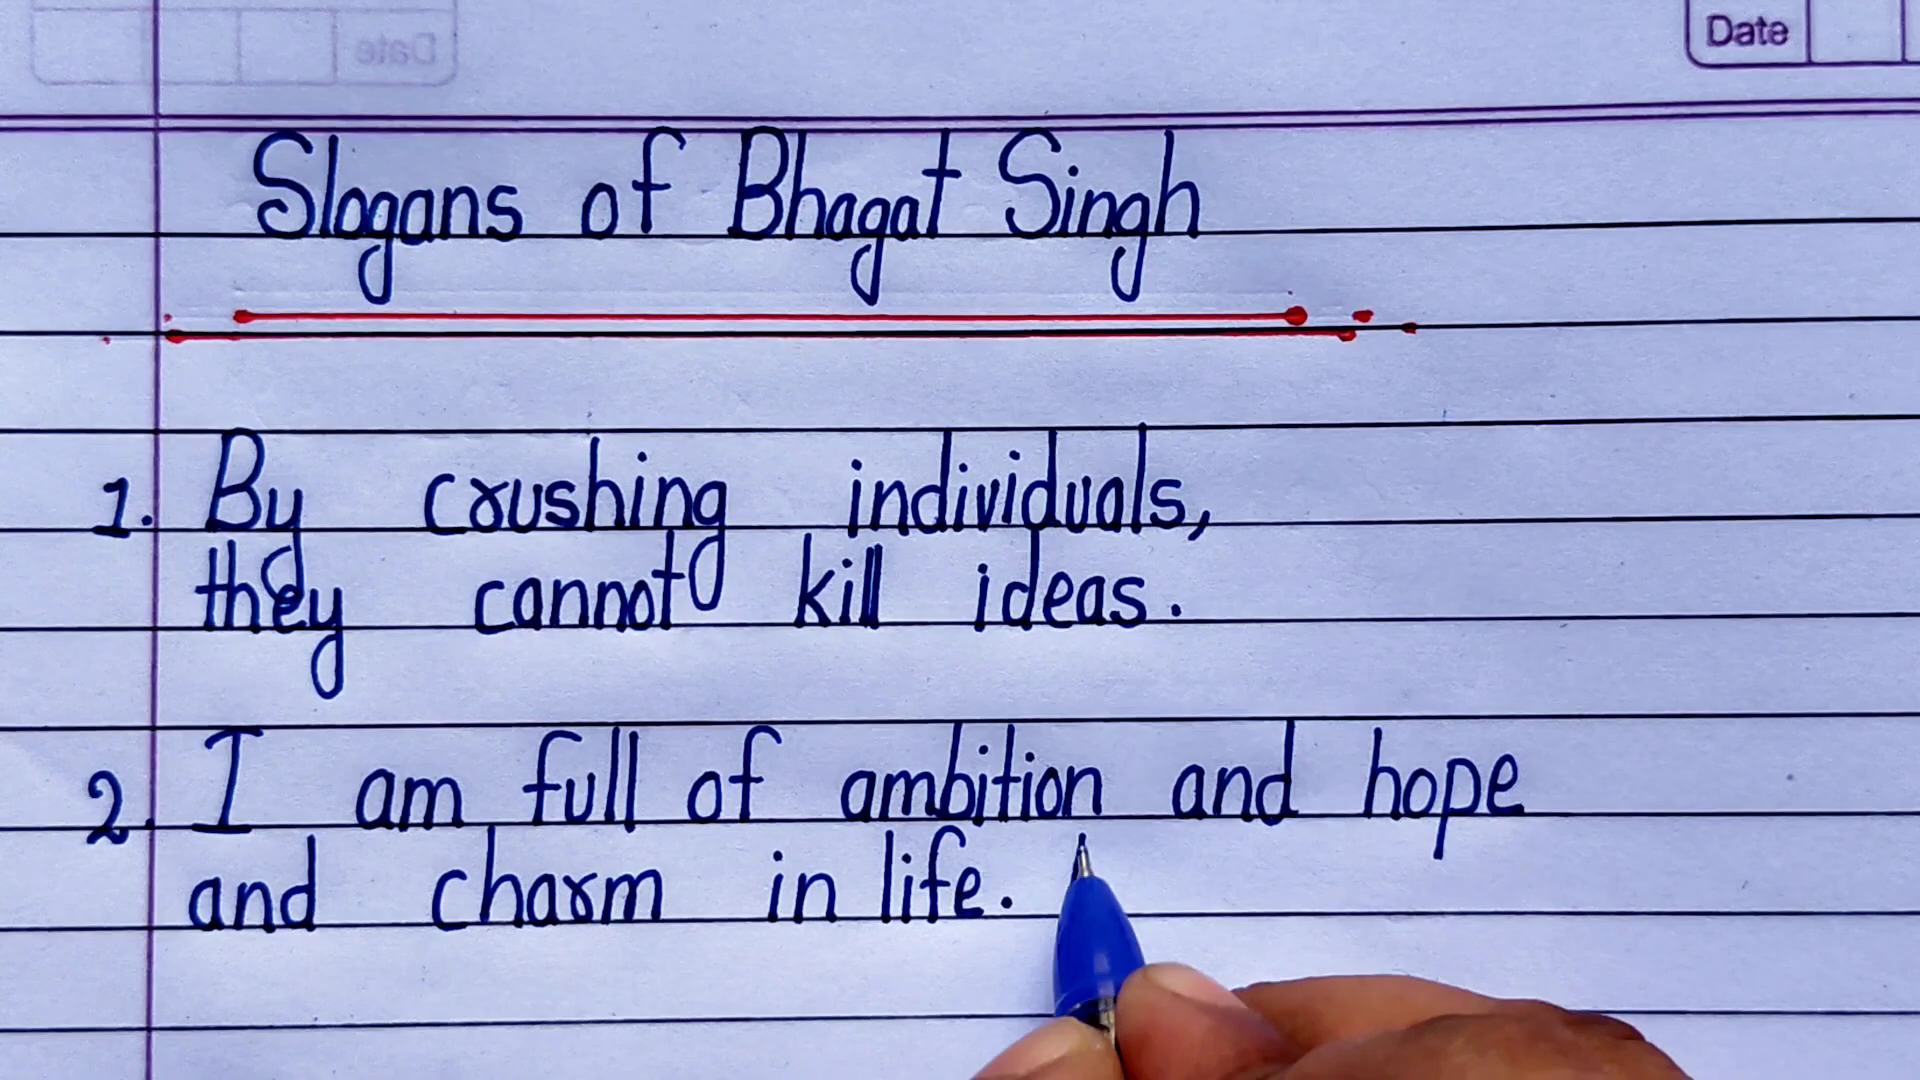 Date
Slogans of Bhagat Singh
1. By crushing individuals,
they cannot kill ideas.
2. I am full of ambition and hope
and charm in life.